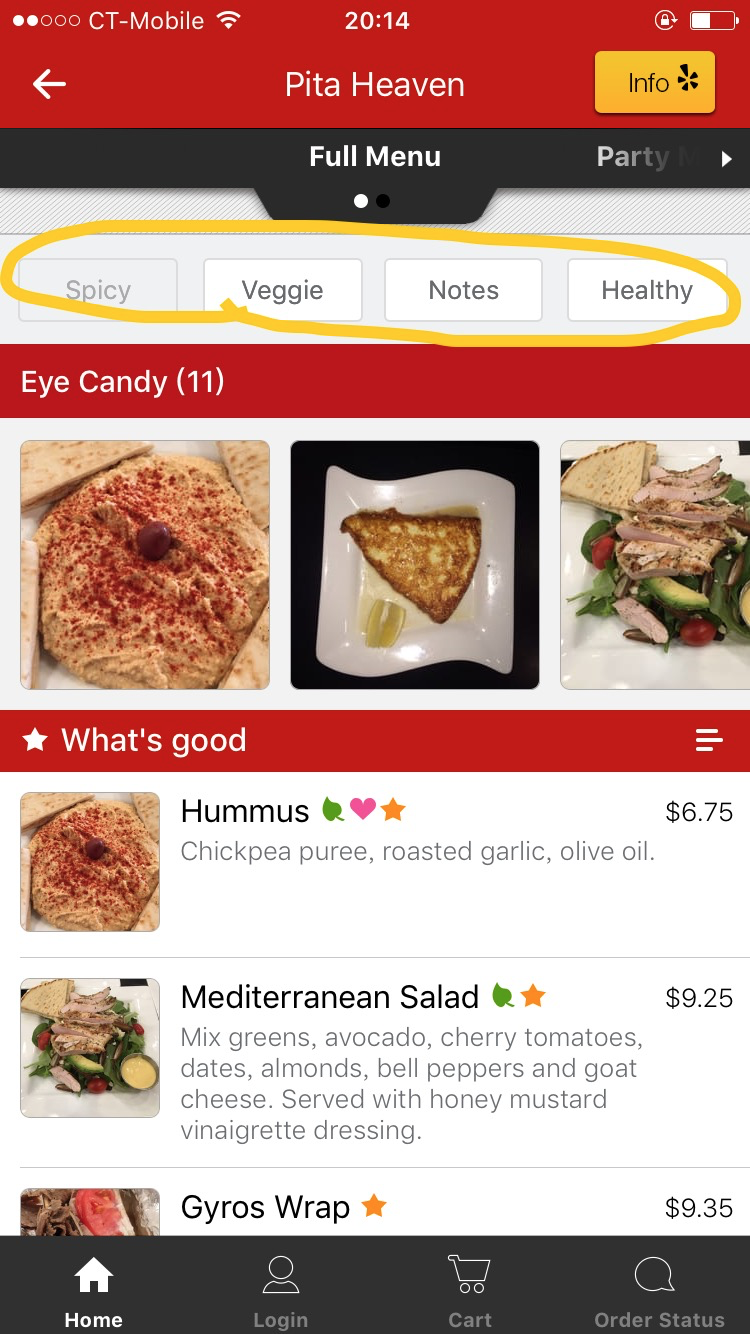 CT-Mobile 20:14
Pita Heaven
Info
Full Menu Party M
Spicy Veggie Notes Healthy
Eye Candy (11)
What's good
Hummus $6.75
Chickpea puree, roasted garlic, olive oil.
Mediterranean Salad $9.25
Mix greens, avocado, cherry tomatoes,
dates, almonds, bell peppers and goat
cheese. Served with honey mustard
vinaigrette dressing.
Gyros Wrap $9.35
Home Login Cart Order Status